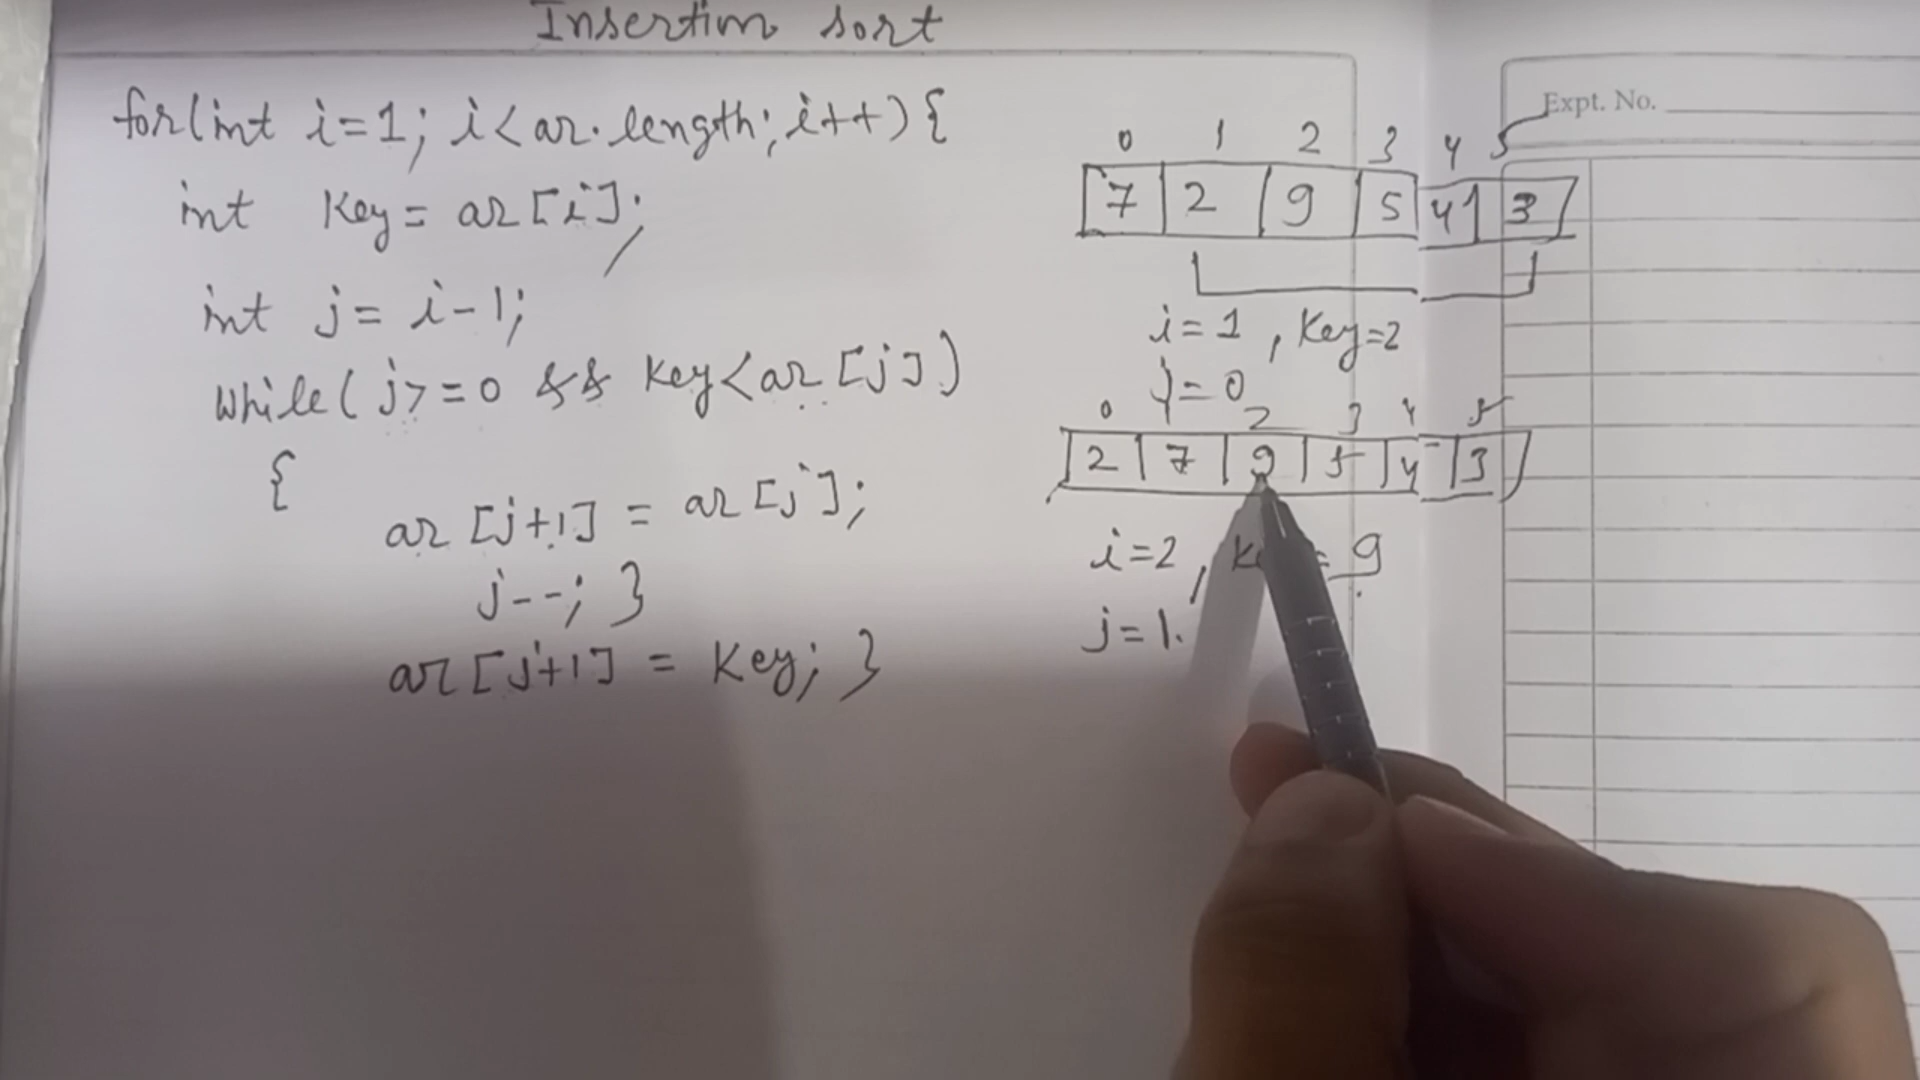 Insertion sort
for(int i=1; i<ar.length; i++){
int key= ar[i];
int j= i-1;
while( j>=0 && key<ar[j])
{
ar[j+1] = ar[j];
j--; }
ar[j+1] = key; }
Expt. No.
0 1 2 3 4 5
7 2 9 5 4 3
i=1, key=2
j=0
0 2 3 4 5
2 7 9 5 4 3
i=2, = 9
j=1.